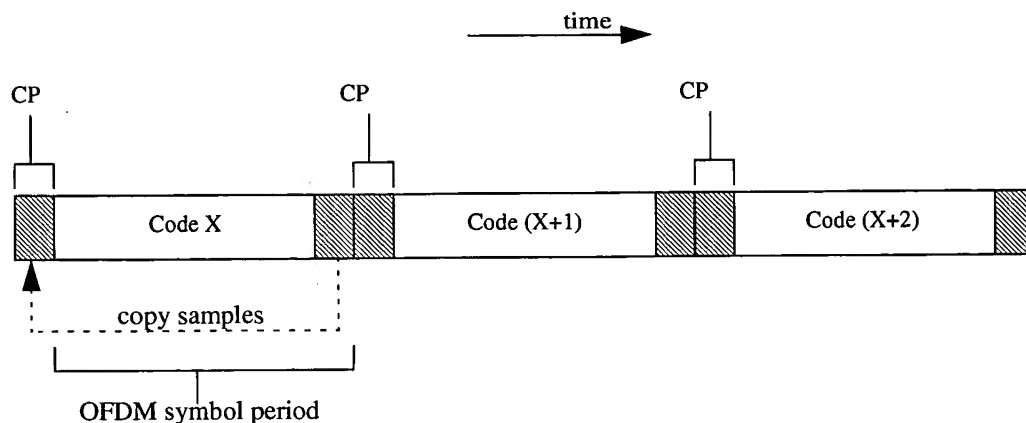 time
CP
CP
CP
Code X
Code (X+1)
Code (X+2)
copy samples
OFDM symbol period